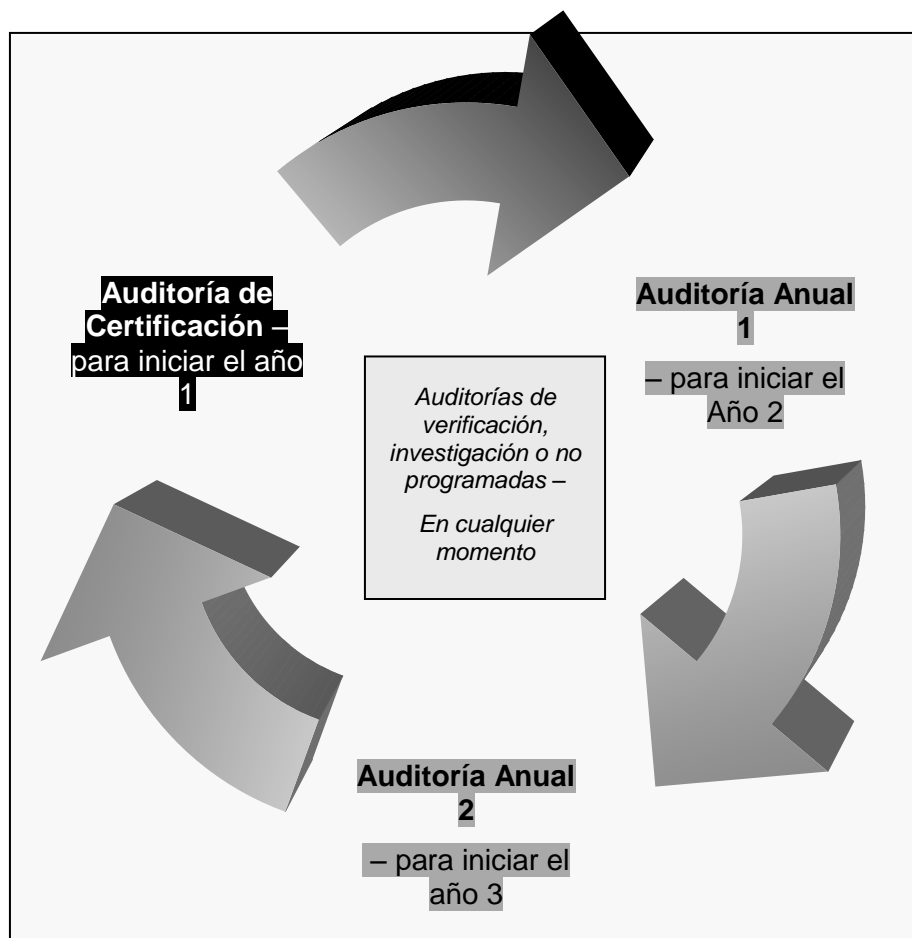 Auditoría de
Certificación –
para iniciar el año
1
Auditoría Anual
1
– para iniciar el
Año 2
Auditorías de
verificación,
investigación o no
programadas –
En cualquier
momento
Auditoría Anual
2
– para iniciar el
año 3